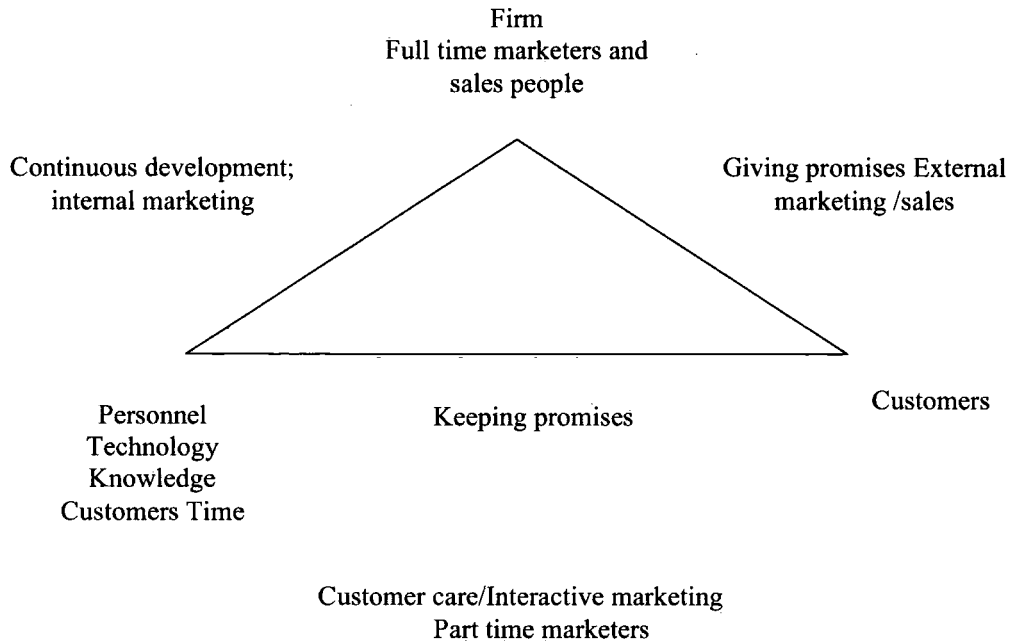 Firm
Full time marketers and
sales people
Continuous development;
internal marketing
Giving promises External
marketing /sales
Personnel
Technology
Knowledge
Customers Time
Keeping promises
Customers
Customer care/Interactive marketing
Part time marketers